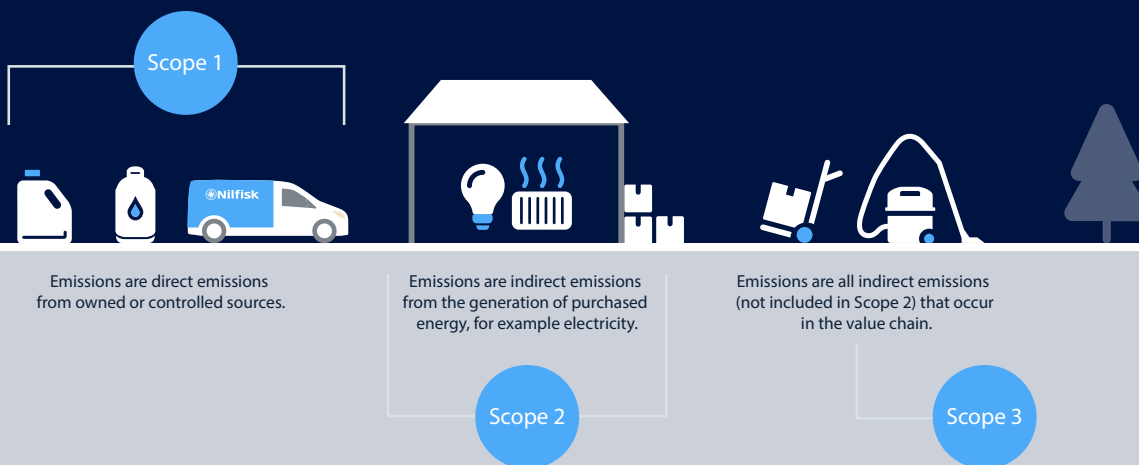 Scope 1
Nilfisk
Emissions are direct emissions
from owned or controlled sources.
Emissions are indirect emissions
from the generation of purchased
energy, for example electricity.
Scope 2
Emissions are all indirect emissions
(not included in Scope 2) that occur
in the value chain.
Scope 3